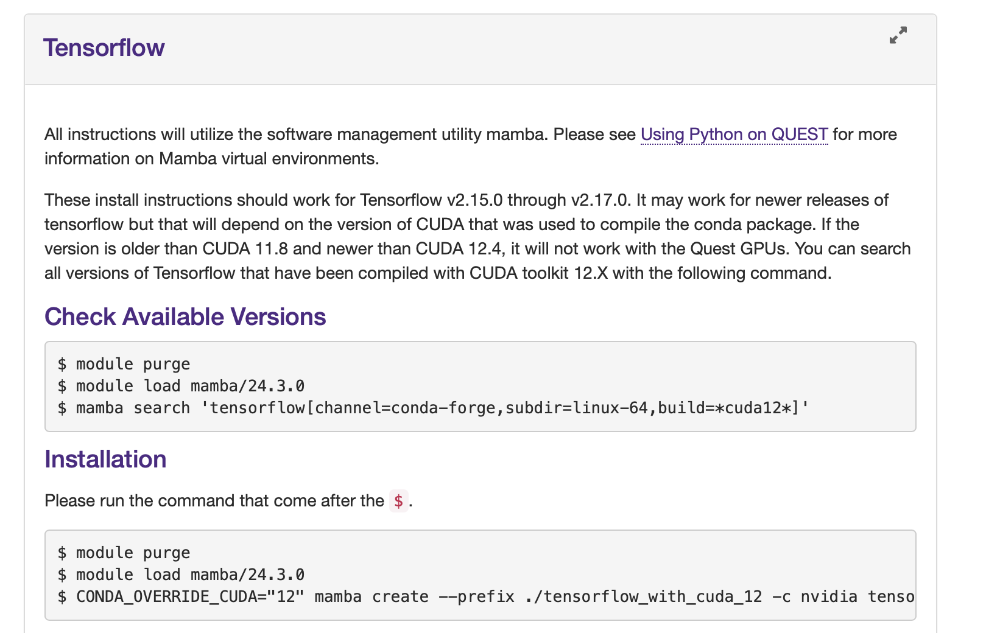 Tensorflow
All instructions will utilize the software management utility mamba. Please see Using Python on QUEST for more
information on Mamba virtual environments.
These install instructions should work for Tensorflow v2.15.0 through v2.17.0. It may work for newer releases of
tensorflow but that will depend on the version of CUDA that was used to compile the conda package. If the
version is older than CUDA 11.8 and newer than CUDA 12.4, it will not work with the Quest GPUs. You can search
all versions of Tensorflow that have been compiled with CUDA toolkit 12.X with the following command.
Check Available Versions
$ module purge
$ module load mamba/24.3.0
$ mamba search 'tensorflow[channel=conda-forge,subdir=linux-64,build=*cuda12*]'
Installation
Please run the command that come after the $.
$ module purge
$ module load mamba/24.3.0
$ CONDA_OVERRIDE_CUDA="12" mamba create --prefix ./tensorflow_with_cuda_12 -c nvidia tenso